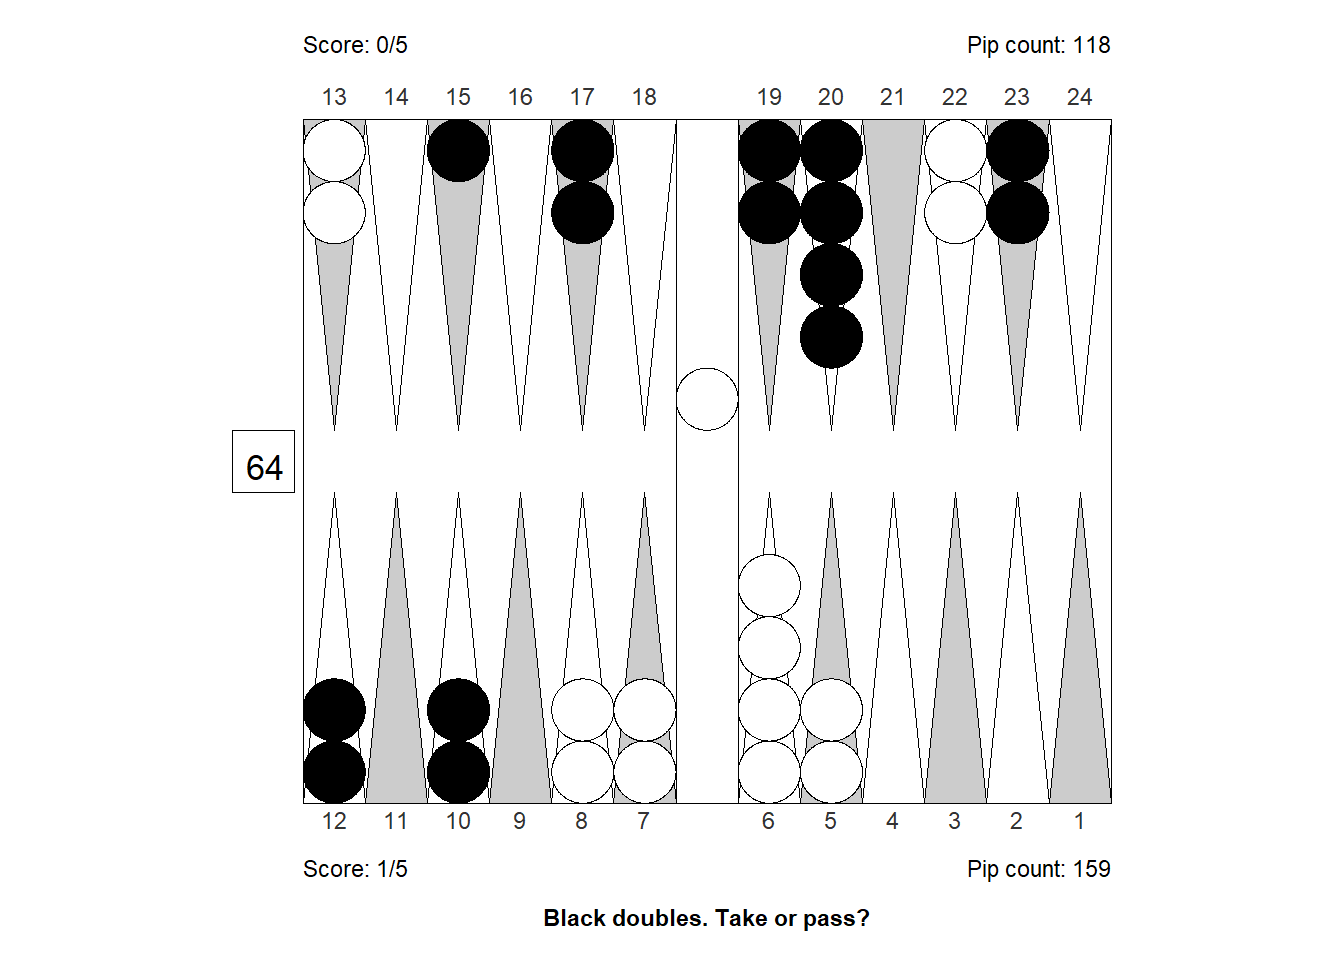 Score: 0/5 Pip count: 118
13 14 15 16 17 18 19 20 21 22 23 24
64
12 11 10 9 8 7 6 5 4 3 2 1
Score: 1/5 Pip count: 159
Black doubles. Take or pass?